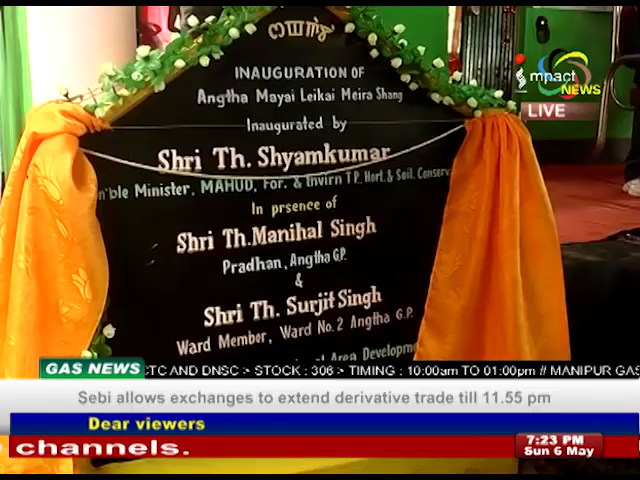 INAUGURATION OF
Angtha Mayai Leikai Meira Shang
Inaugurated by
Shri Th. Shyamkumar
n'ble Minister, MAHUD, For. & Invirn T.P. Hort. & Soil. Conserv
In presence of
Shri Th. Manihal Singh
Pradhan, Angtha G.P.
&
Shri Th. Surjit Singh
Ward Member, Ward No. 2 Angtha G.P.
Area Developm
impact
NEWS
LIVE
GAS NEWS
CTC AND DNSC > STOCK : 306 > TIMING : 10:00am TO 01:00pm // MANIPUR GAS
Sebi allows exchanges to extend derivative trade till 11.55 pm
Dear viewers
channels.
7:23 PM
Sun 6 May